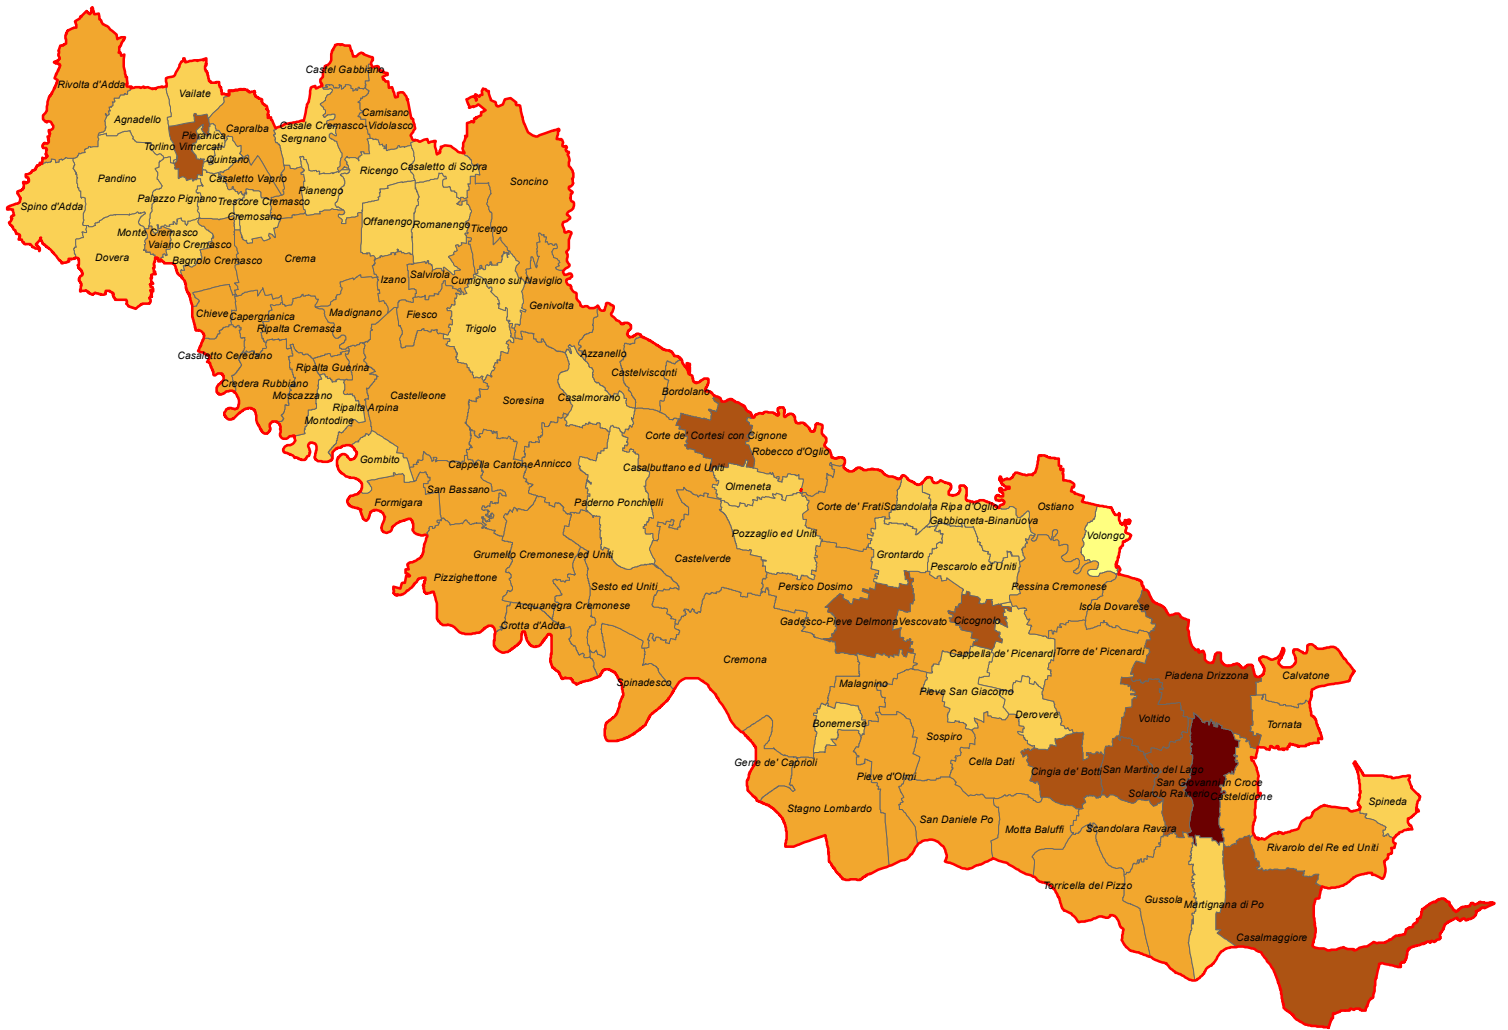 Castel Gabbiano
Rivolta d'Adda
Vailate
Camisano
Agnadello
Casale Cremasco
Vidolasco
Capralba
Pieranica
Sergnano
Torlino Vimercati
Quintano
Casaletto di Sopra
Ricengo
Pandino
Casaletto Vaprio
Soncino
Pianengo
Palazzo Pignano
Trescore Cremasco
Spino d'Adda
Cremosano
Offanengo
Romanengo
Ticengo
Monte Cremasco
Vaiano Cremasco
Dovera
Bagnolo Cremasco
Crema
Salvirola
Izano
Cumignano sul Naviglio
Genivolta
Chieve
Capergnanica
Madignano
Fiesco
Ripalta Cremasca
Trigolo
Casaletto Ceredano
Azzanello
Ripalta Guerina
Castelvisconti
Credera Rubbiano
Moscazzano
Castelleone
Bordolano
Soresina
Casalmorano
Ripalta Arpina
Montodine
Corte de' Cortesi con Cignone
Robecco d'Oglio
Gombito
Cappella Cantone
Annicco
Casalbuttano ed Uniti
San Bassano
Olmeneta
Formigara
Paderno Ponchielli
Corte de' Frati
Scandolara Ripa d'Oglio
Ostiano
Gabbioneta-Binanuova
Pozzaglio ed Uniti
Volongo
Grumello Cremonese ed Uniti
Castelverde
Grontardo
Pescarolo ed Uniti
Pizzighettone
Sesto ed Uniti
Persico Dosimo
Pessina Cremonese
Acquanegra Cremonese
Isola Dovarese
Crotta d'Adda
Gadesco-Pieve Delmona
Vescovato
Cicognolo
Cremona
Cappella de' Picenardi
Torre de' Picenardi
Piadena Drizzona
Calvatone
Spinadesco
Malagnino
Pieve San Giacomo
Derovere
Voltido
Bonemerse
Tornata
Sospiro
Gerre de' Caprioli
Cella Dati
Cingia de' Botti
San Martino del Lago
Pieve d'Olmi
San Giovanni in Croce
Solarolo Rainerio
Casteldidone
Spineda
Stagno Lombardo
San Daniele Po
Motta Baluffi
Scandolara Ravara
Rivarolo del Re ed Uniti
Torricella del Pizzo
Gussola
Martignana di Po
Casalmaggiore